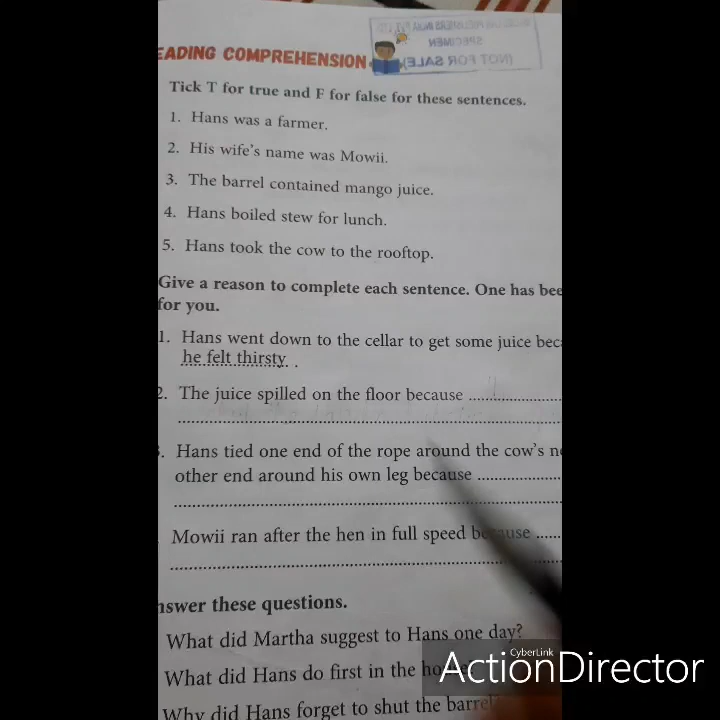 SPECIMEN
(NOT FOR SALE)
EADING COMPREHENSION
Tick T for true and F for false for these sentences.
1. Hans was a farmer.
2. His wife's name was Mowii.
3. The barrel contained mango juice.
4. Hans boiled stew for lunch.
5. Hans took the cow to the rooftop.
Give a reason to complete each sentence. One has bee
for you.
1. Hans went down to the cellar to get some juice bec
he felt thirsty .
2. The juice spilled on the floor because
3. Hans tied one end of the rope around the cow's n
other end around his own leg because
Mowii ran after the hen in full speed because
nswer these questions.
What did Martha suggest to Hans one day?
What did Hans do first in the
Why did Hans forget to shut the barrel
CyberLink
ActionDirector